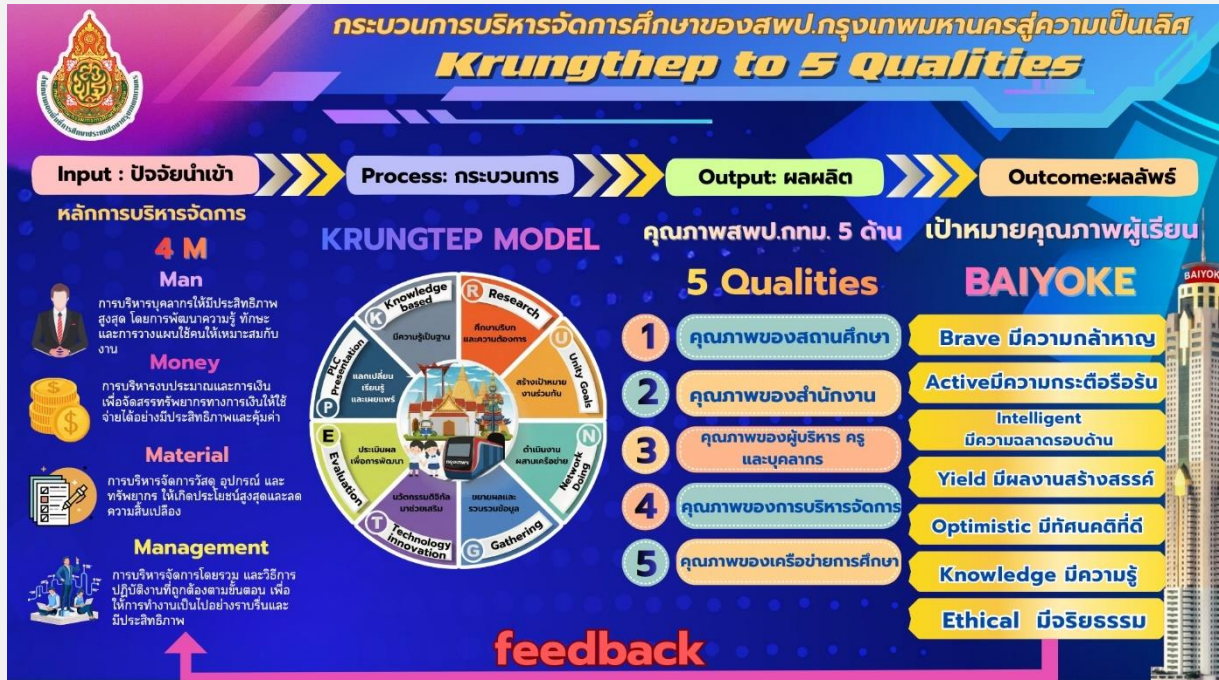 กระบวนการบริหารจัดการศึกษาของสพป.กรุงเทพมหานครสู่ความเป็นเลิศ
Krungthep to 5 Qualities
Input : ปัจจัยนำเข้า
Process: กระบวนการ
Output: ผลผลิต
Outcome:ผลลัพธ์
หลักการบริหารจัดการ
4 M
Man
การบริหารบุคลากรให้มีประสิทธิภาพ
สูงสุด โดยการพัฒนาความรู้ ทักษะ
และการวางแผนใช้คนให้เหมาะสมกับ
งาน
Money
การบริหารงบประมาณและการเงิน
เพื่อจัดสรรทรัพยากรทางการเงินให้ใช้
จ่ายได้อย่างมีประสิทธิภาพและคุ้มค่า
Material
การบริหารจัดการวัสดุ อุปกรณ์ และ
ทรัพยากร ให้เกิดประโยชน์สูงสุดและลด
ความสิ้นเปลือง
Management
การบริหารจัดการโดยรวม และวิธีการ
ปฏิบัติงานที่ถูกต้องตามขั้นตอน เพื่อ
ให้การทำงานเป็นไปอย่างราบรื่นและ
มีประสิทธิภาพ
KRUNGTEP MODEL
K
Knowledge
based
มีความรู้เป็นฐาน
R
Research
ศึกษาบริบท
และความต้องการ
U
Unity Goals
สร้างเป้าหมาย
งานร่วมกัน
N
Network
Doing
ดำเนินงาน
ผสานเครือข่าย
G
Gathering
ขยายผลและ
รวบรวมข้อมูล
T
Technology
innovation
นวัตกรรมดิจิทัล
มาช่วยเสริม
E
Evaluation
ประเมินผล
เพื่อการพัฒนา
P
PLC
Presentation
แลกเปลี่ยน
เรียนรู้
และเผยแพร่
คุณภาพสพป.กทม. 5 ด้าน
5 Qualities
1
คุณภาพของสถานศึกษา
2
คุณภาพของสำนักงาน
3
คุณภาพของผู้บริหาร ครู
และบุคลากร
4
คุณภาพของการบริหารจัดการ
5
คุณภาพของเครือข่ายการศึกษา
เป้าหมายคุณภาพผู้เรียน
BAIYOKE
BAIYOK
Brave มีความกล้าหาญ
Activeมีความกระตือรือร้น
Intelligent
มีความฉลาดรอบด้าน
Yield มีผลงานสร้างสรรค์
Optimistic มีทัศนคติที่ดี
Knowledge มีความรู้
Ethical มีจริยธรรม
feedback